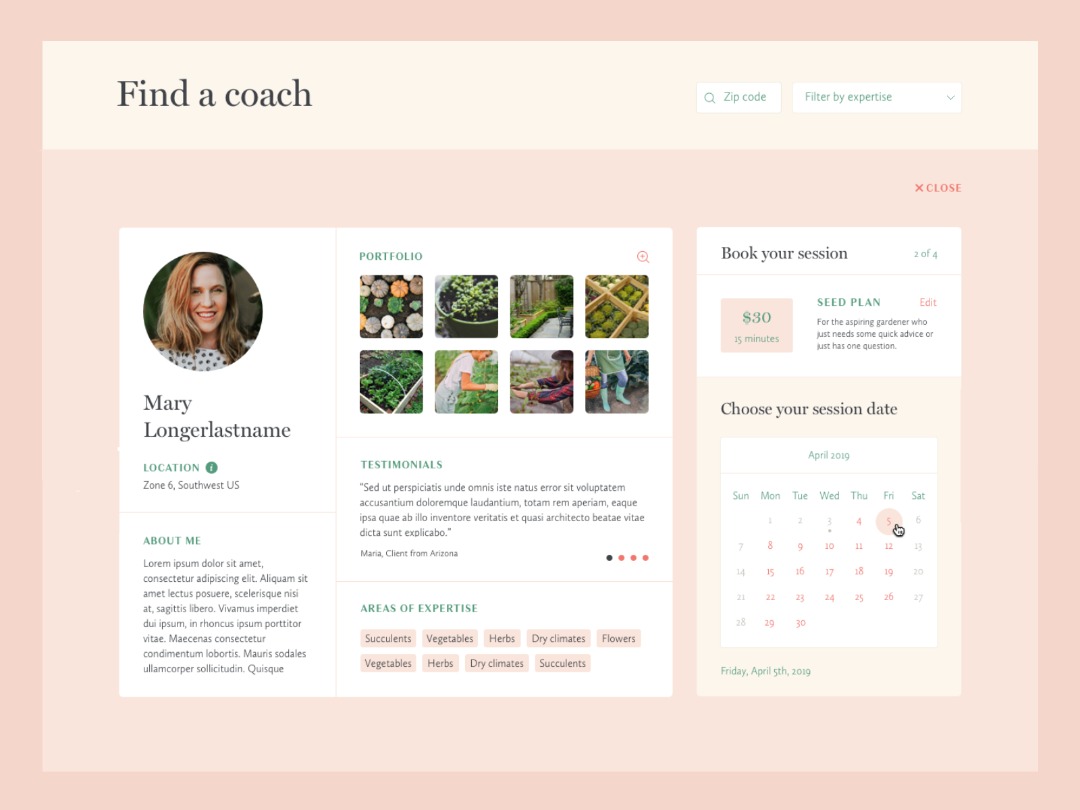 Find a coach
Zip code
Filter by expertise
CLOSE
Mary
Longerlastname
LOCATION i
Zone 6, Southwest US
ABOUT ME
Lorem ipsum dolor sit amet,
consectetur adipiscing elit. Aliquam sit
amet lectus posuere, scelerisque nisi
at, sagittis libero. Vivamus imperdiet
dui ipsum, in rhoncus ipsum porttitor
vitae. Maecenas consectetur
condimentum lobortis. Mauris sodales
ullamcorper sollicitudin. Quisque
PORTFOLIO
TESTIMONIALS
"Sed ut perspiciatis unde omnis iste natus error sit voluptatem
accusantium doloremque laudantium, totam rem aperiam, eaque
ipsa quae ab illo inventore veritatis et quasi architecto beatae vitae
dicta sunt explicabo."
Maria, Client from Arizona
AREAS OF EXPERTISE
Succulents Vegetables Herbs Dry climates Flowers
Vegetables Herbs Dry climates Succulents
Book your session 2 of 4
$30
15 minutes
SEED PLAN Edit
For the aspiring gardener who
just needs some quick advice or
just has one question.
Choose your session date
April 2019
Sun Mon Tue Wed Thu Fri Sat
1 2 3 4 5 6
7 8 9 10 11 12 13
14 15 16 17 18 19 20
21 22 23 24 25 26 27
28 29 30
Friday, April 5th, 2019